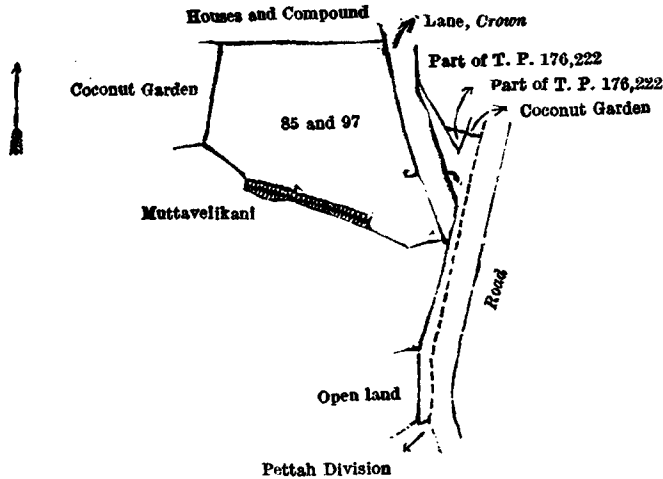 Houses and Compound
Lane, Crown
Part of T. P. 176,222
Part of T. P. 176,222
Coconut Garden
Coconut Garden
85 and 97
Muttavelikani
Road
Open land
Pettah Division